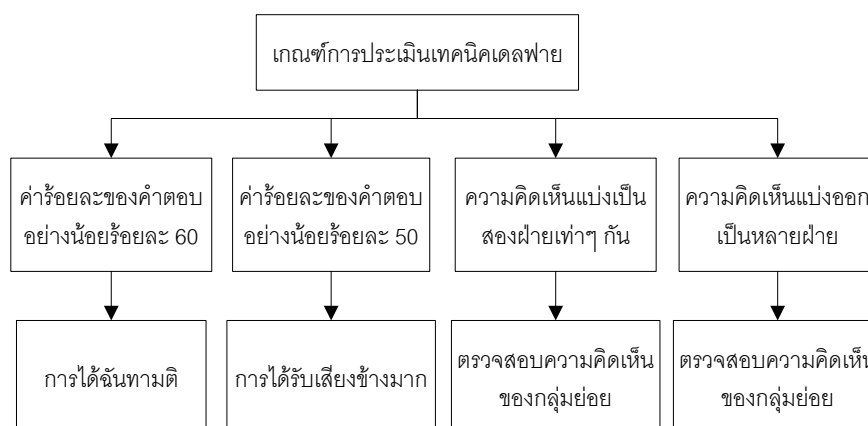 เกณฑ์การประเมินเทคนิคเดลฟาย
ค่าร้อยละของคำตอบ
อย่างน้อยร้อยละ 60
ค่าร้อยละของคำตอบ
อย่างน้อยร้อยละ 50
ความคิดเห็นแบ่งเป็น
สองฝ่ายเท่าๆ กัน
ความคิดเห็นแบ่งออก
เป็นหลายฝ่าย
การได้ฉันทามติ
การได้รับเสียงข้างมาก
ตรวจสอบความคิดเห็น
ของกลุ่มย่อย
ตรวจสอบความคิดเห็น
ของกลุ่มย่อย